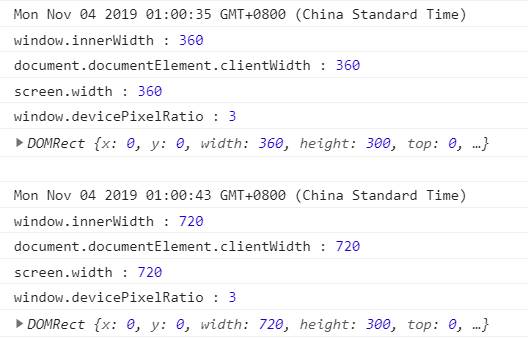 Mon Nov 04 2019 01:00:35 GMT+0800 (China Standard Time)
window.innerWidth : 360
document.documentElement.clientWidth : 360
screen.width : 360
window.devicePixelRatio : 3
▶ DOMRect {x: 0, y: 0, width: 360, height: 300, top: 0, …}
Mon Nov 04 2019 01:00:43 GMT+0800 (China Standard Time)
window.innerWidth : 720
document.documentElement.clientWidth : 720
screen.width : 720
window.devicePixelRatio : 3
▶ DOMRect {x: 0, y: 0, width: 720, height: 300, top: 0, …}